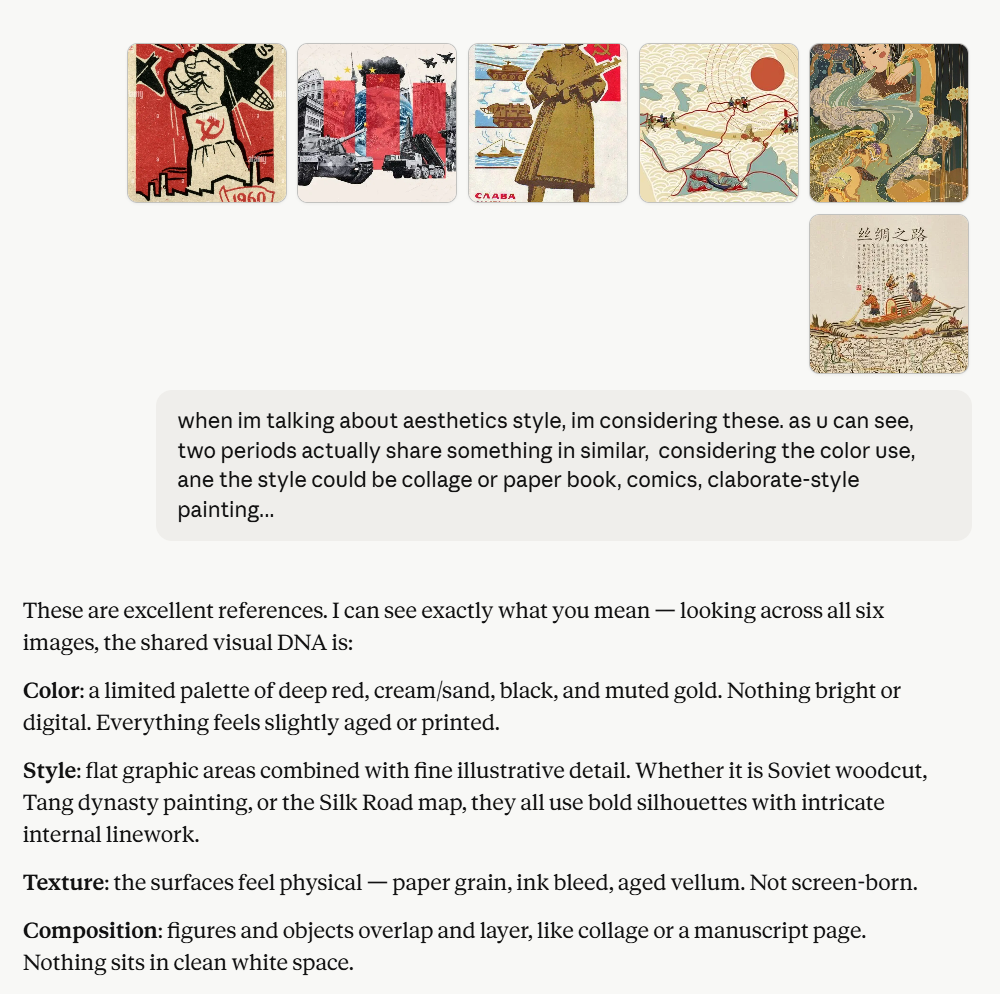 1960
СЛАВА
丝绸之路
when im talking about aesthetics style, im considering these. as u can see,
two periods actually share something in similar,  considering the color use,
ane the style could be collage or paper book, comics, claborate-style
painting...
These are excellent references. I can see exactly what you mean — looking across all six
images, the shared visual DNA is:
Color: a limited palette of deep red, cream/sand, black, and muted gold. Nothing bright or
digital. Everything feels slightly aged or printed.
Style: flat graphic areas combined with fine illustrative detail. Whether it is Soviet woodcut,
Tang dynasty painting, or the Silk Road map, they all use bold silhouettes with intricate
internal linework.
Texture: the surfaces feel physical — paper grain, ink bleed, aged vellum. Not screen-born.
Composition: figures and objects overlap and layer, like collage or a manuscript page.
Nothing sits in clean white space.